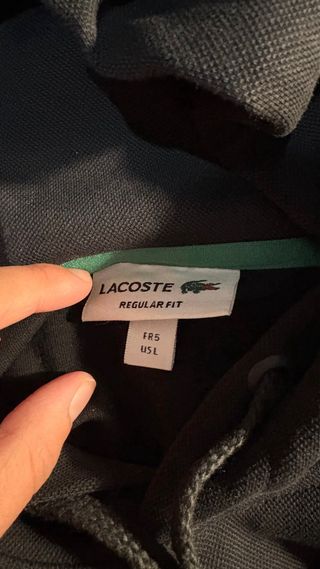 LACOSTE
REGULAR FIT
FR5
US L